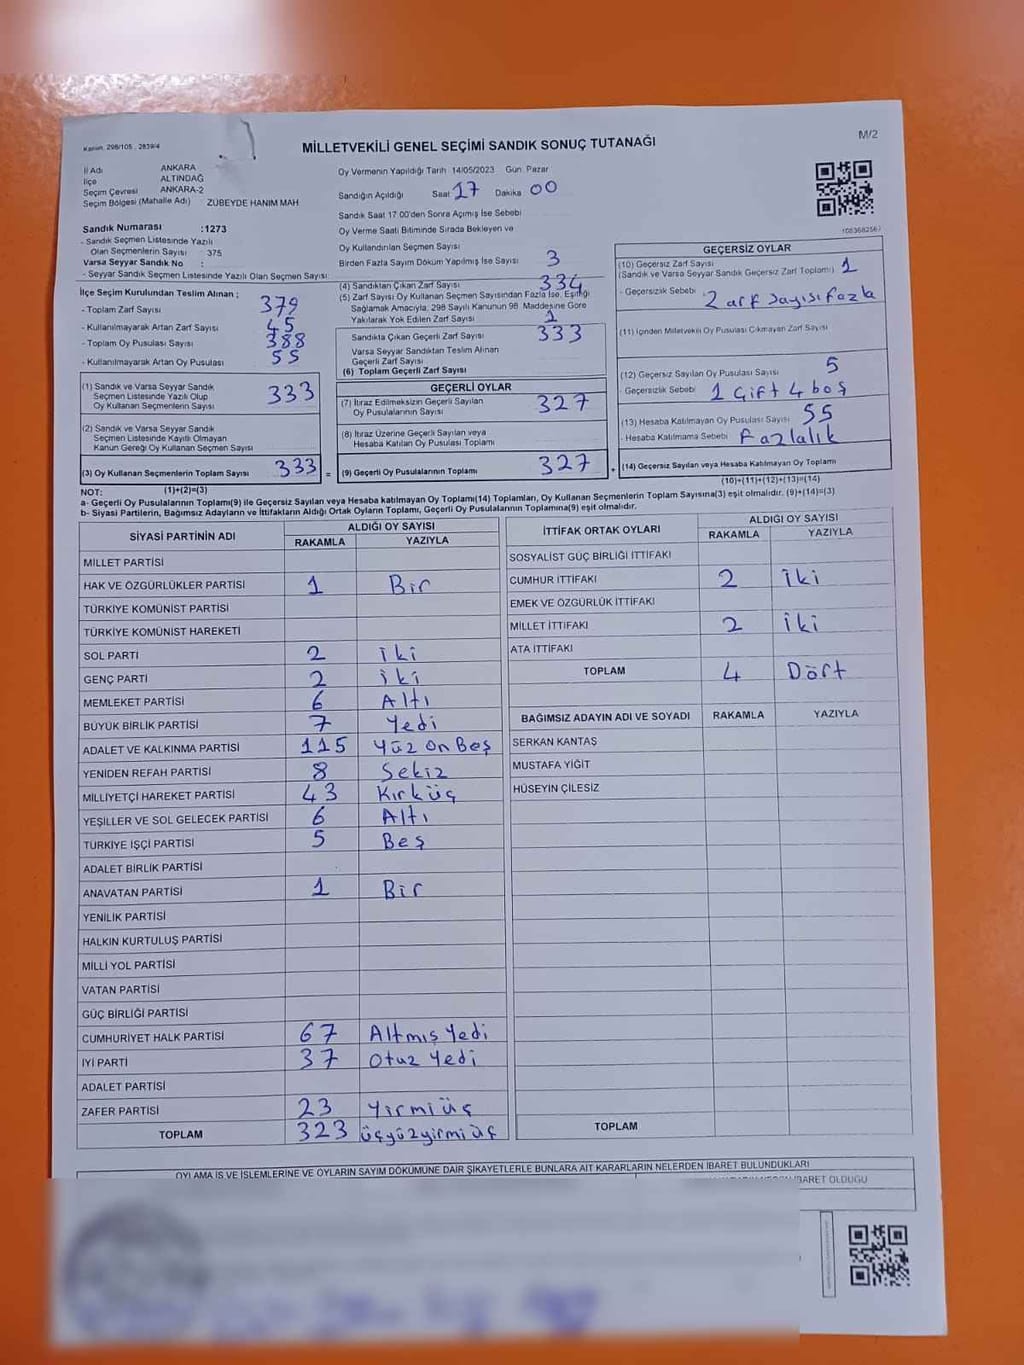 Kanun. 298/105 , 2839/4
MİLLETVEKİLİ GENEL SEÇİMİ SANDIK SONUÇ TUTANAĞI
M/2
İl Adı ANKARA
İlçe ALTINDAĞ
Seçim Çevresi ANKARA-2
Seçim Bölgesi (Mahalle Adı) ZÜBEYDE HANIM MAH
Sandık Numarası :1273
- Sandık Seçmen Listesinde Yazılı
Olan Seçmenlerin Sayısı : 375
Varsa Seyyar Sandık No :
- Seyyar Sandık Seçmen Listesinde Yazılı Olan Seçmen Sayısı:
Oy Vermenin Yapıldığı Tarih 14/05/2023 Gün. Pazar
Sandığın Açıldığı Saat 17 Dakika 00
Sandık Saat 17.00'den Sonra Açımış İse Sebebi
Oy Verme Saati Bitiminde Sırada Bekleyen ve
Oy Kullandırılan Seçmen Sayısı
Birden Fazla Sayım Döküm Yapılmış İse Sayısı 3
İlçe Seçim Kurulundan Teslim Alınan ;
- Toplam Zarf Sayısı 379
- Kullanılmayarak Artan Zarf Sayısı 45
- Toplam Oy Pusulası Sayısı 388
- Kullanılmayarak Artan Oy Pusulası 55
(1) Sandık ve Varsa Seyyar Sandık
Seçmen Listesinde Yazılı Olup
Oy Kullanan Seçmenlerin Sayısı 333
(2) Sandık ve Varsa Seyyar Sandık
Seçmen Listesinde Kayıtlı Olmayan
Kanun Gereği Oy Kullanan Seçmen Sayısı
(3) Oy Kullanan Seçmenlerin Toplam Sayısı 333 =
(1)+(2)=(3)
(4) Sandıktan Çıkan Zarf Sayısı 334
(5) Zarf Sayısı Oy Kullanan Seçmen Sayısından Fazla İse, Eşitliği
Sağlamak Amacıyla, 298 Sayılı Kanunun 98 Maddesine Göre
Yakılarak Yok Edilen Zarf Sayısı 1
Sandıkta Çıkan Geçerli Zarf Sayısı 333
Varsa Seyyar Sandıktan Teslim Alınan
Geçerli Zarf Sayısı
(6) Toplam Geçerli Zarf Sayısı
GEÇERLİ OYLAR
(7) İtiraz Edilmeksizin Geçerli Sayılan
Oy Pusulalarının Sayısı 327
(8) İtiraz Üzerine Geçerli Sayılan veya
Hesaba Katılan Oy Pusulası Toplamı
(9) Geçerli Oy Pusulalarının Toplamı 327 +
GEÇERSİZ OYLAR
(10) Geçersiz Zarf Sayısı
(Sandık ve Varsa Seyyar Sandık Geçersiz Zarf Toplamı) 1
- Geçersizlik Sebebi : Zarf Sayısı fazla
(11) İçinden Milletvekili Oy Pusulası Çıkmayan Zarf Sayısı
(12) Geçersiz Sayılan Oy Pusulası Sayısı 5
- Geçersizlik Sebebi : 1 Çift 4 boş
(13) Hesaba Katılmayan Oy Pusulası Sayısı 55
- Hesaba Katılmama Sebebi : Fazlalık
(14) Geçersiz Sayılan veya Hesaba Katılmayan Oy Toplamı
(10)+(11)+(12)+(13)=(14)
NOT:
a- Geçerli Oy Pusulalarının Toplamı(9) ile Geçersiz Sayılan veya Hesaba katılmayan Oy Toplamı(14) Toplamları, Oy Kullanan Seçmenlerin Toplam Sayısına(3) eşit olmalıdır. (9)+(14)=(3)
b- Siyasi Partilerin, Bağımsız Adayların ve İttifakların Aldığı Ortak Oyların Toplamı, Geçerli Oy Pusulalarının Toplamına(9) eşit olmalıdır.
SİYASİ PARTİNİN ADI ALDIĞI OY SAYISI
RAKAMLA YAZIYLA
MİLLET PARTİSİ
HAK VE ÖZGÜRLÜKLER PARTİSİ 1 Bir
TÜRKİYE KOMÜNİST PARTİSİ
TÜRKİYE KOMÜNİST HAREKETİ
SOL PARTİ 2 iki
GENÇ PARTİ 2 iki
MEMLEKET PARTİSİ 6 Altı
BÜYÜK BİRLİK PARTİSİ 7 Yedi
ADALET VE KALKINMA PARTİSİ 115 Yüz on Beş
YENİDEN REFAH PARTİSİ 8 Sekiz
MİLLİYETÇİ HAREKET PARTİSİ 43 Kırküç
YEŞİLLER VE SOL GELECEK PARTİSİ 6 Altı
TÜRKİYE İŞÇİ PARTİSİ 5 Beş
ADALET BİRLİK PARTİSİ
ANAVATAN PARTİSİ 1 Bir
YENİLİK PARTİSİ
HALKIN KURTULUŞ PARTİSİ
MİLLİ YOL PARTİSİ
VATAN PARTİSİ
GÜÇ BİRLİĞİ PARTİSİ
CUMHURİYET HALK PARTİSİ 67 Altmış Yedi
İYİ PARTİ 37 Otuz Yedi
ADALET PARTİSİ
ZAFER PARTİSİ 23 Yirmi üç
TOPLAM 323 üçyüzyirmi üç
İTTİFAK ORTAK OYLARI ALDIĞI OY SAYISI
RAKAMLA YAZIYLA
SOSYALİST GÜÇ BİRLİĞİ İTTİFAKI
CUMHUR İTTİFAKI 2 iki
EMEK VE ÖZGÜRLÜK İTTİFAKI
MİLLET İTTİFAKI 2 iki
ATA İTTİFAKI
TOPLAM 4 Dört
BAĞIMSIZ ADAYIN ADI VE SOYADI RAKAMLA YAZIYLA
SERKAN KANTAŞ
MUSTAFA YİĞİT
HÜSEYİN ÇİLESİZ
TOPLAM
OYLAMA İŞ VE İŞLEMLERİNE VE OYLARIN SAYIM DÖKÜMÜNE DAİR ŞİKAYETLERLE BUNLARA AİT KARARLARIN NELERDEN İBARET BULUNDUKLARI
İBARET OLDUĞU